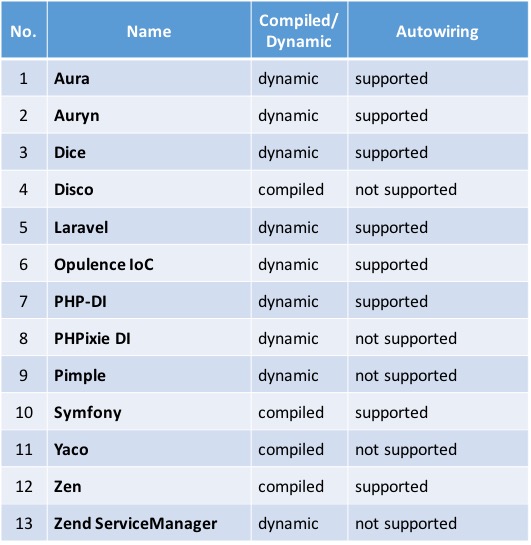 No. Name Compiled/ Dynamic Autowiring
1 Aura dynamic supported
2 Auryn dynamic supported
3 Dice dynamic supported
4 Disco compiled not supported
5 Laravel dynamic supported
6 Opulence IoC dynamic supported
7 PHP-DI dynamic supported
8 PHPixie DI dynamic not supported
9 Pimple dynamic not supported
10 Symfony compiled supported
11 Yaco compiled not supported
12 Zen compiled supported
13 Zend ServiceManager dynamic not supported